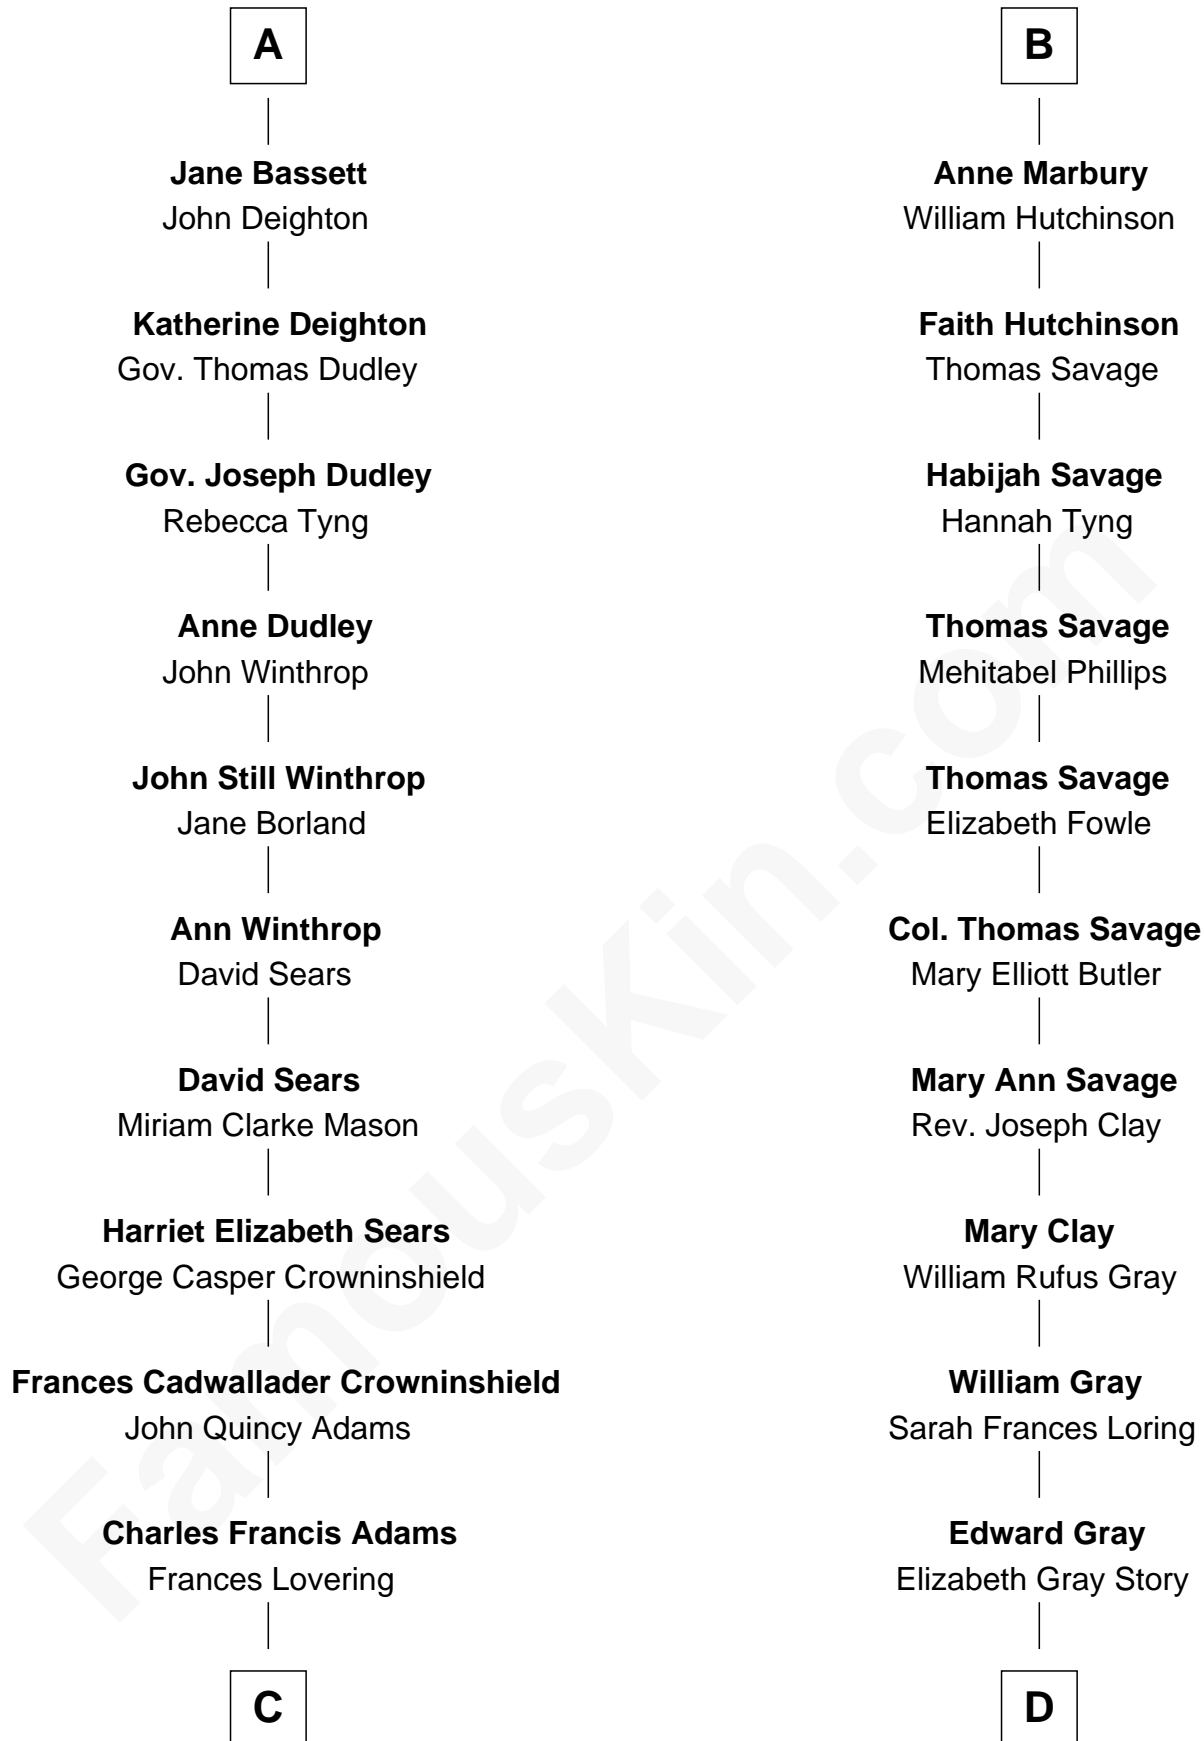 A
Jane Bassett
John Deighton
Katherine Deighton
Gov. Thomas Dudley
Gov. Joseph Dudley
Rebecca Tyng
Anne Dudley
John Winthrop
John Still Winthrop
Jane Borland
Ann Winthrop
David Sears
David Sears
Miriam Clarke Mason
Harriet Elizabeth Sears
George Casper Crowninshield
Frances Cadwallader Crowninshield
John Quincy Adams
Charles Francis Adams
Frances Lovering
C
B
Anne Marbury
William Hutchinson
Faith Hutchinson
Thomas Savage
Habijah Savage
Hannah Tyng
Thomas Savage
Mehitabel Phillips
Thomas Savage
Elizabeth Fowle
Col. Thomas Savage
Mary Elliott Butler
Mary Ann Savage
Rev. Joseph Clay
Mary Clay
William Rufus Gray
William Gray
Sarah Frances Loring
Edward Gray
Elizabeth Gray Story
D
FamousKin.com